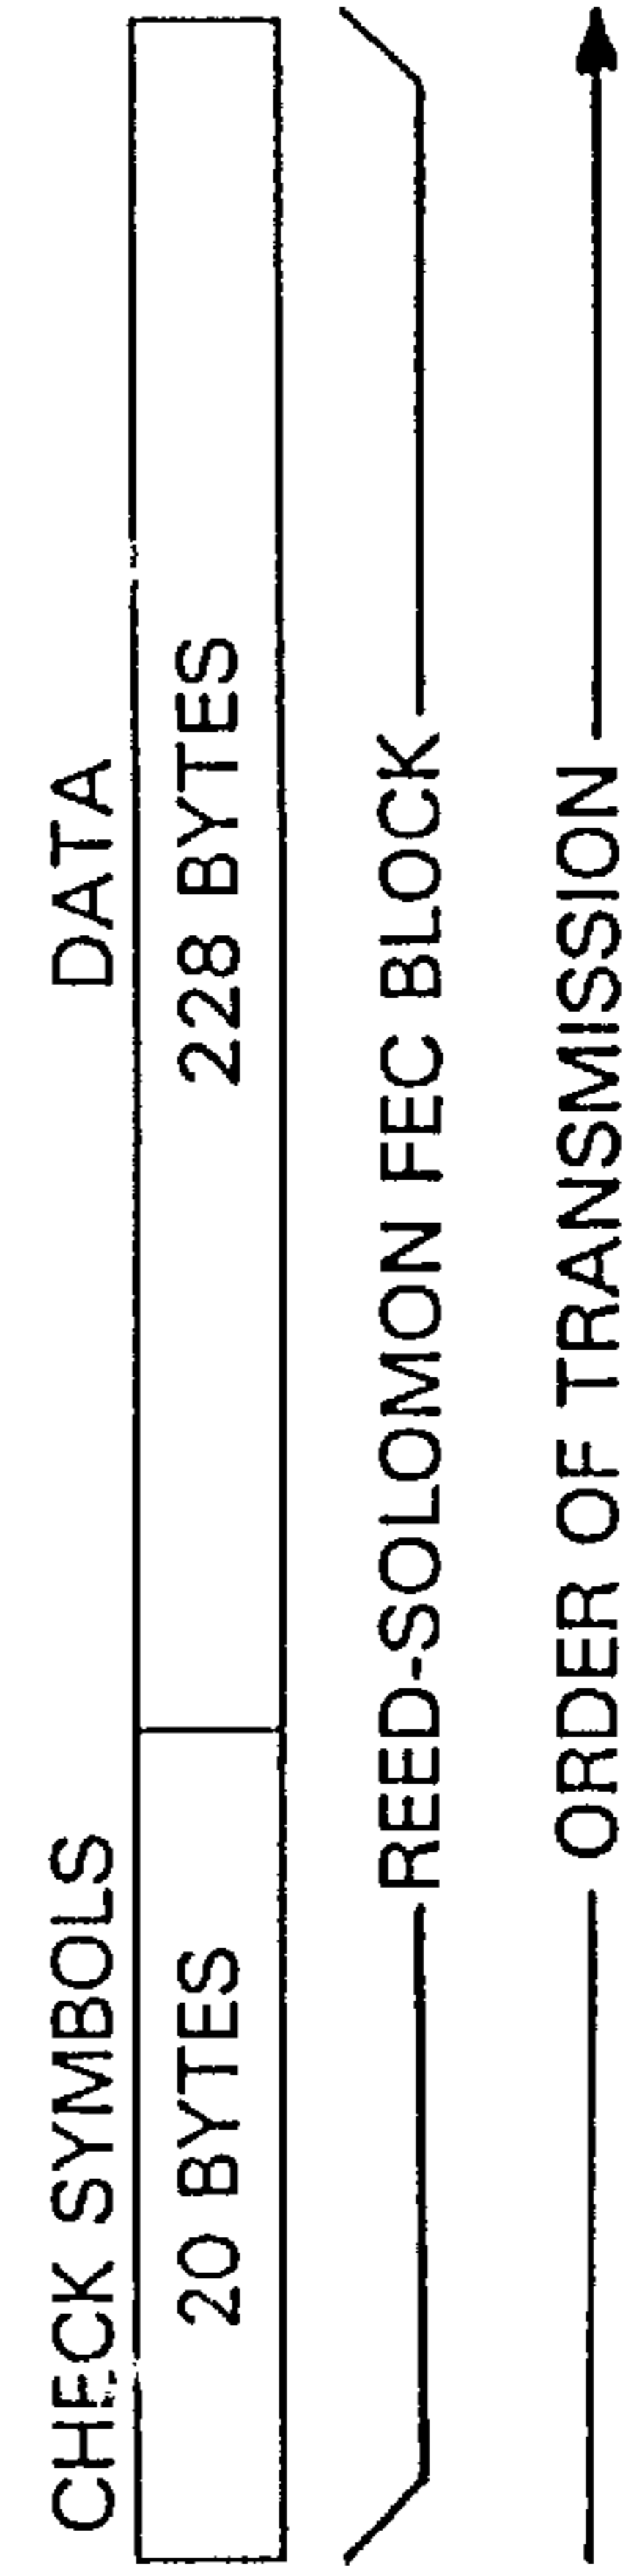 CHECK SYMBOLS
DATA
20 BYTES
228 BYTES
REED-SOLOMON FEC BLOCK
ORDER OF TRANSMISSION